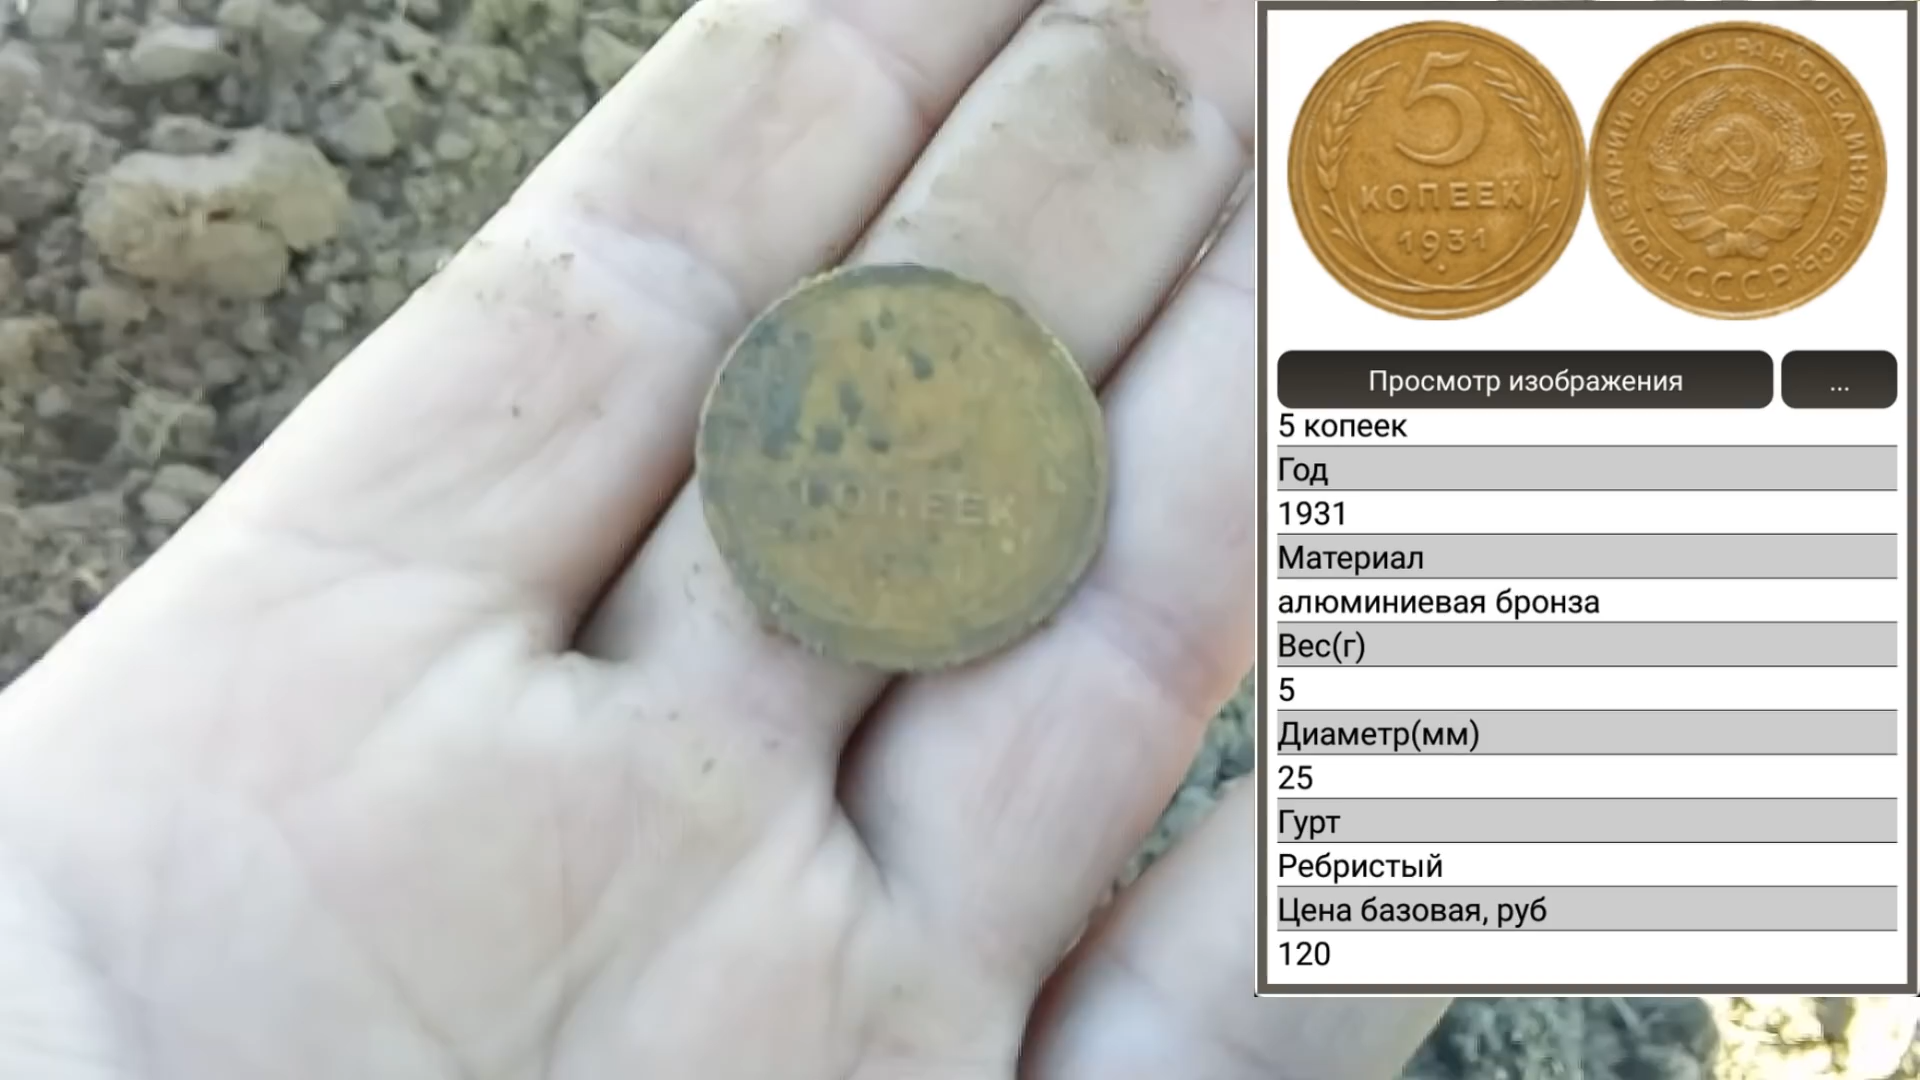 КОПЕЕК
5
КОПЕЕК
1931
ПРОЛЕТАРИИ ВСЕХ СТРАН СОЕДИНЯЙТЕСЬ!
С.С.С.Р.
Просмотр изображения
...
5 копеек
Год
1931
Материал
алюминиевая бронза
Вес(г)
5
Диаметр(мм)
25
Гурт
Ребристый
Цена базовая, руб
120